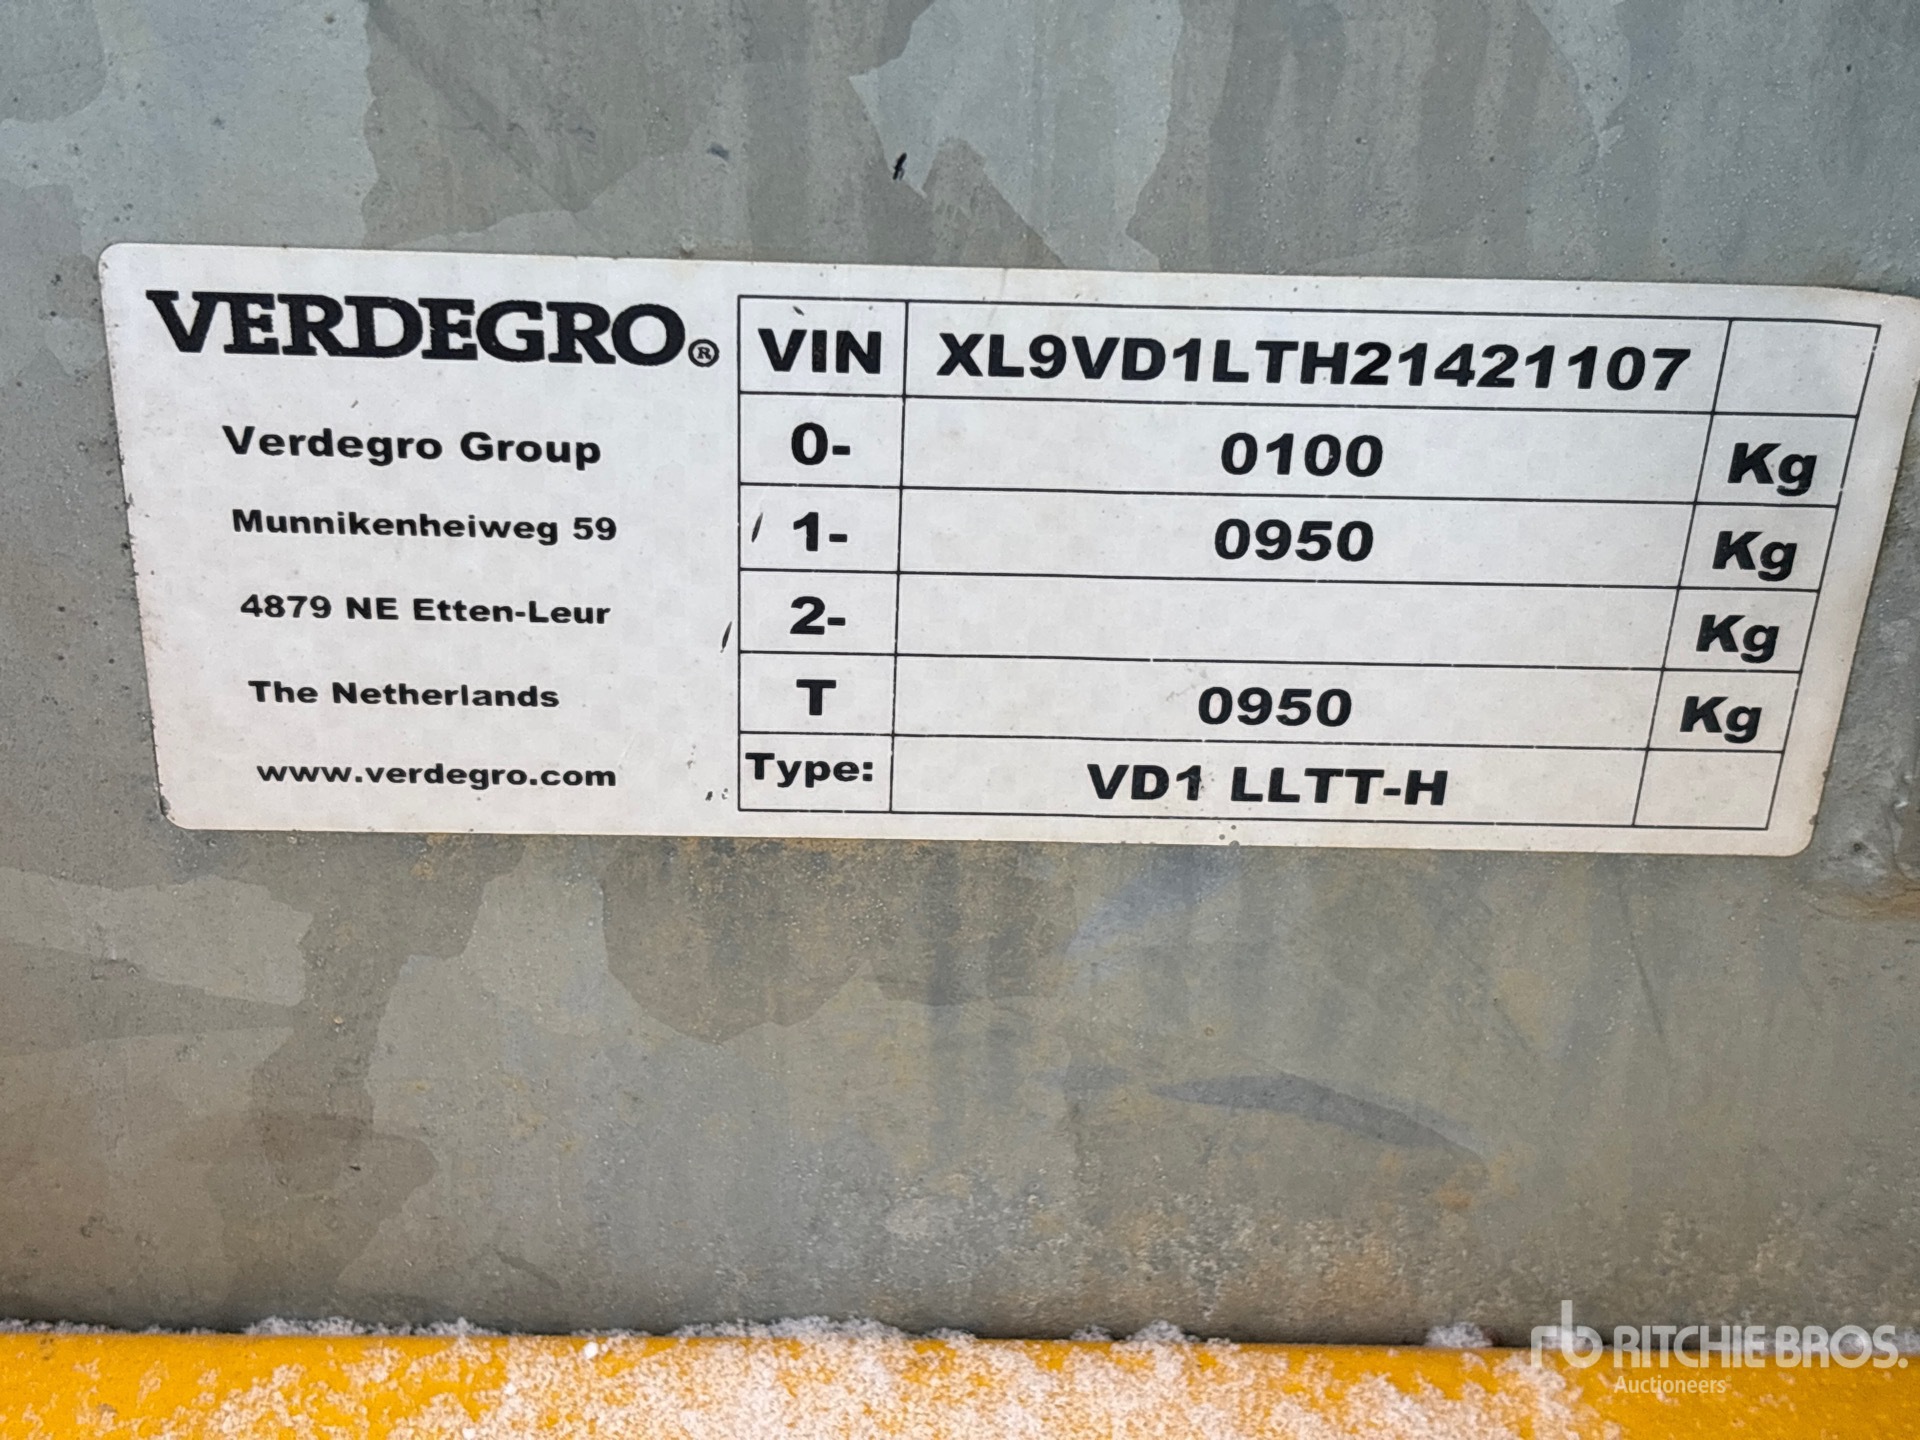 VERDEGRO®
Verdegro Group
Munnikenheiweg 59
4879 NE Etten-Leur
The Netherlands
www.verdegro.com
VIN XL9VD1LTH21421107
0- 0100 Kg
1- 0950 Kg
2- Kg
T 0950 Kg
Type: VD1 LLTT-H
rb RITCHIE BROS.
Auctioneers